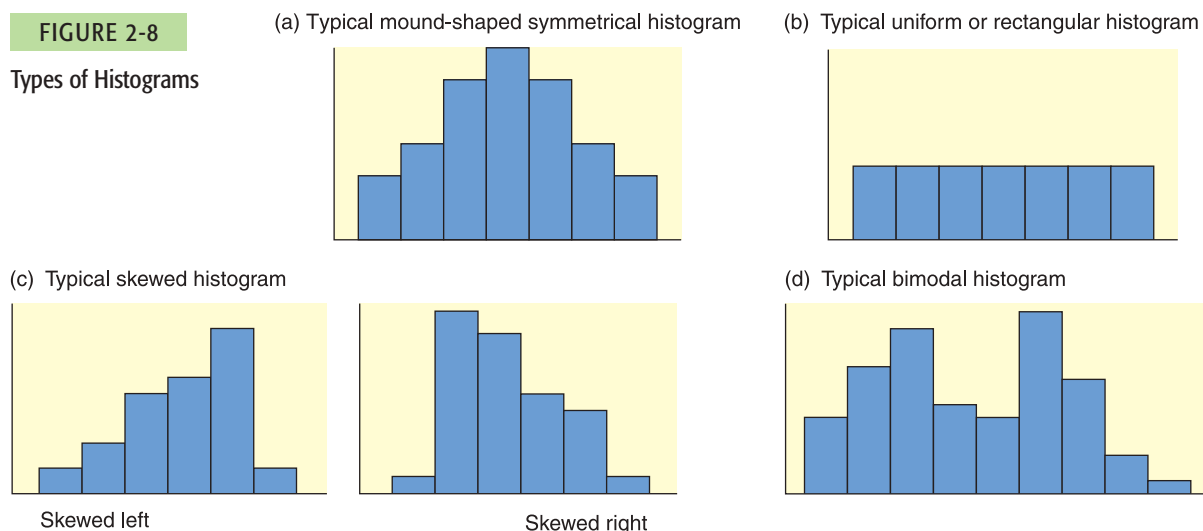 FIGURE 2-8
Types of Histograms
(a) Typical mound-shaped symmetrical histogram
(b) Typical uniform or rectangular histogram
(c) Typical skewed histogram
Skewed left
Skewed right
(d) Typical bimodal histogram